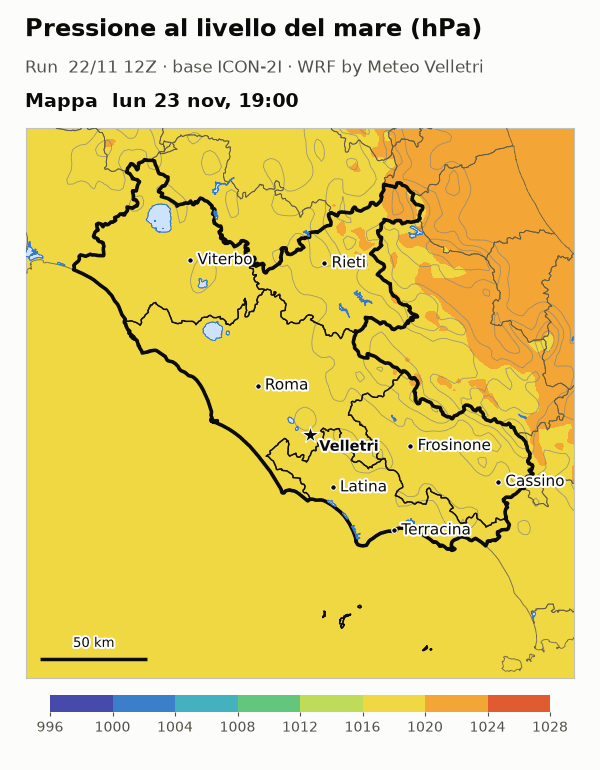 Pressione al livello del mare (hPa)
Run  22/11 12Z · base ICON-2I · WRF by Meteo Velletri
Mappa  lun 23 nov, 19:00
Viterbo
Rieti
Roma
Velletri
Frosinone
Cassino
Latina
Terracina
50 km
996 1000 1004 1008 1012 1016 1020 1024 1028